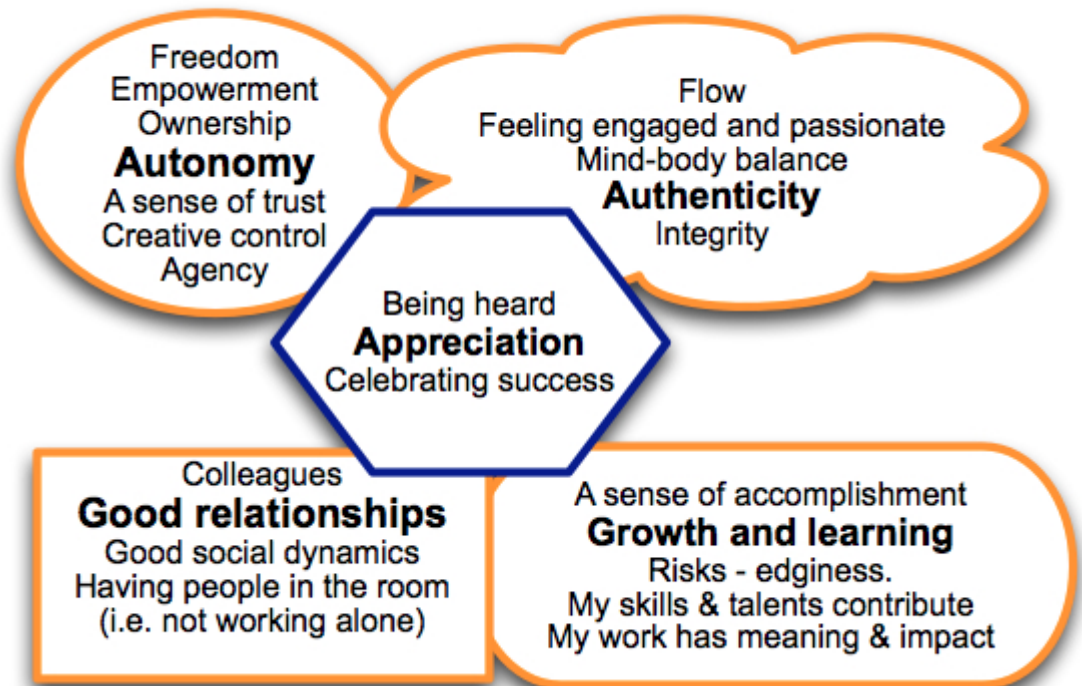 Freedom
Empowerment
Ownership
Autonomy
A sense of trust
Creative control
Agency
Flow
Feeling engaged and passionate
Mind-body balance
Authenticity
Integrity
Being heard
Appreciation
Celebrating success
Colleagues
Good relationships
Good social dynamics
Having people in the room
(i.e. not working alone)
A sense of accomplishment
Growth and learning
Risks - edginess.
My skills & talents contribute
My work has meaning & impact